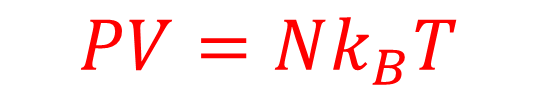 PV = Nk_BT